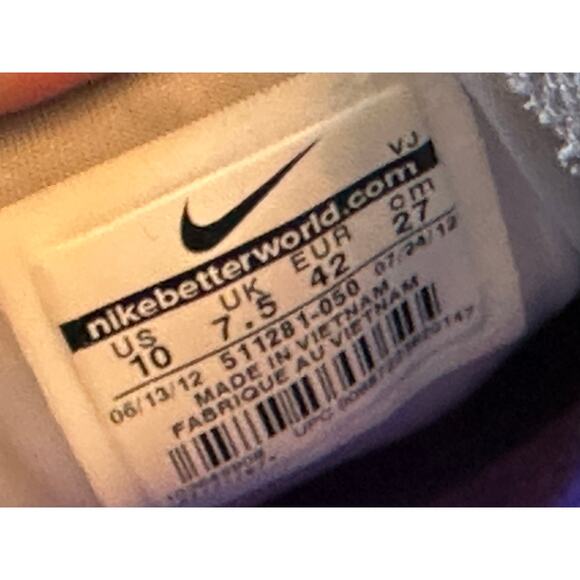 VJ
nikebetterworld.com
US UK EUR cm
10 7.5 42 27
06/13/12 511281-050 07/24/12
MADE IN VIETNAM
FABRIQUE AU VIETNAM
UPC